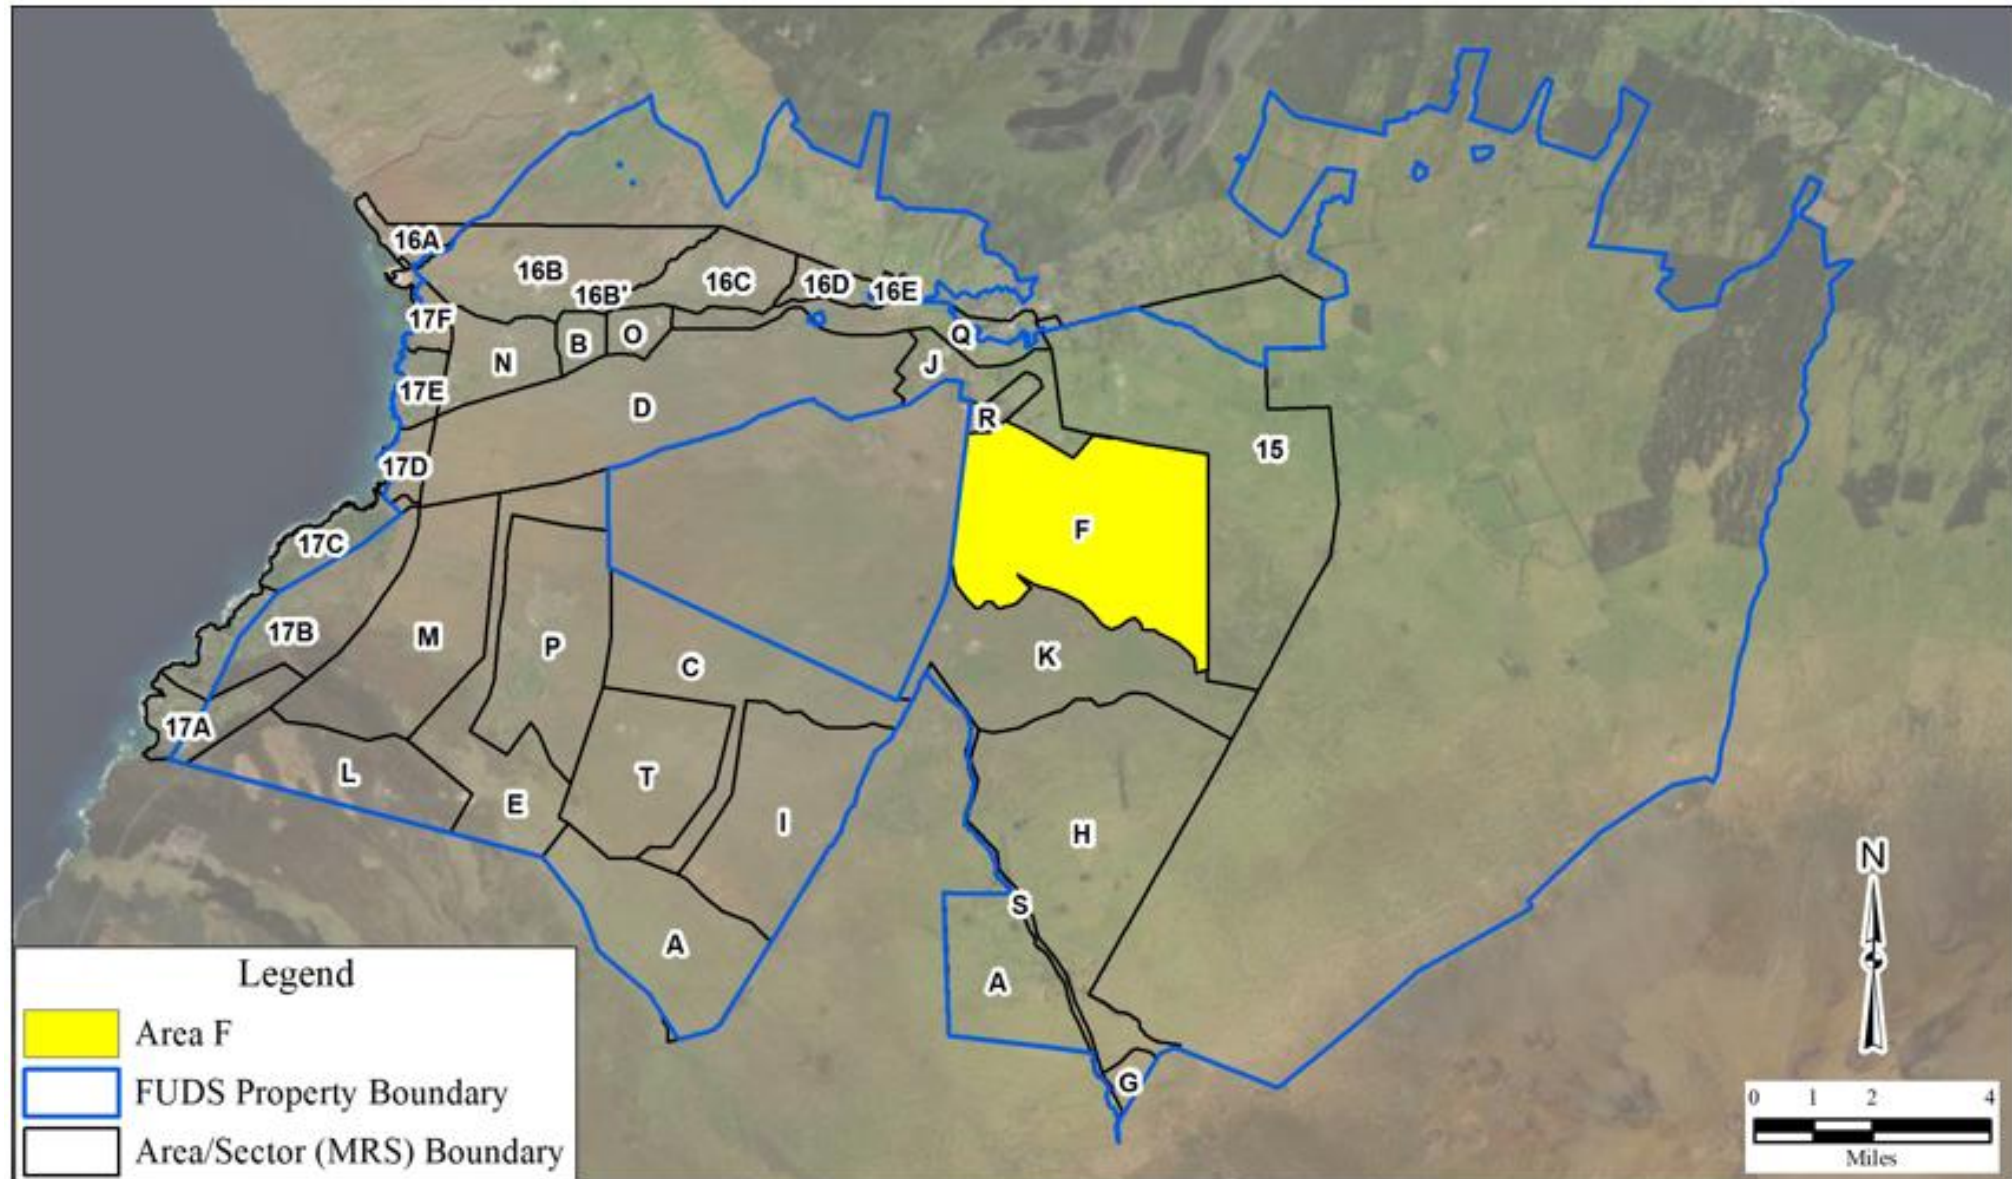 16A
16B
16B'
16C
16D
16E
17F
N
B
O
Q
J
17E
D
R
15
17D
F
17C
17B
M
P
C
K
17A
L
E
T
I
H
S
A
A
G
N
Legend
Area F
FUDS Property Boundary
Area/Sector (MRS) Boundary
0 1 2 4
Miles